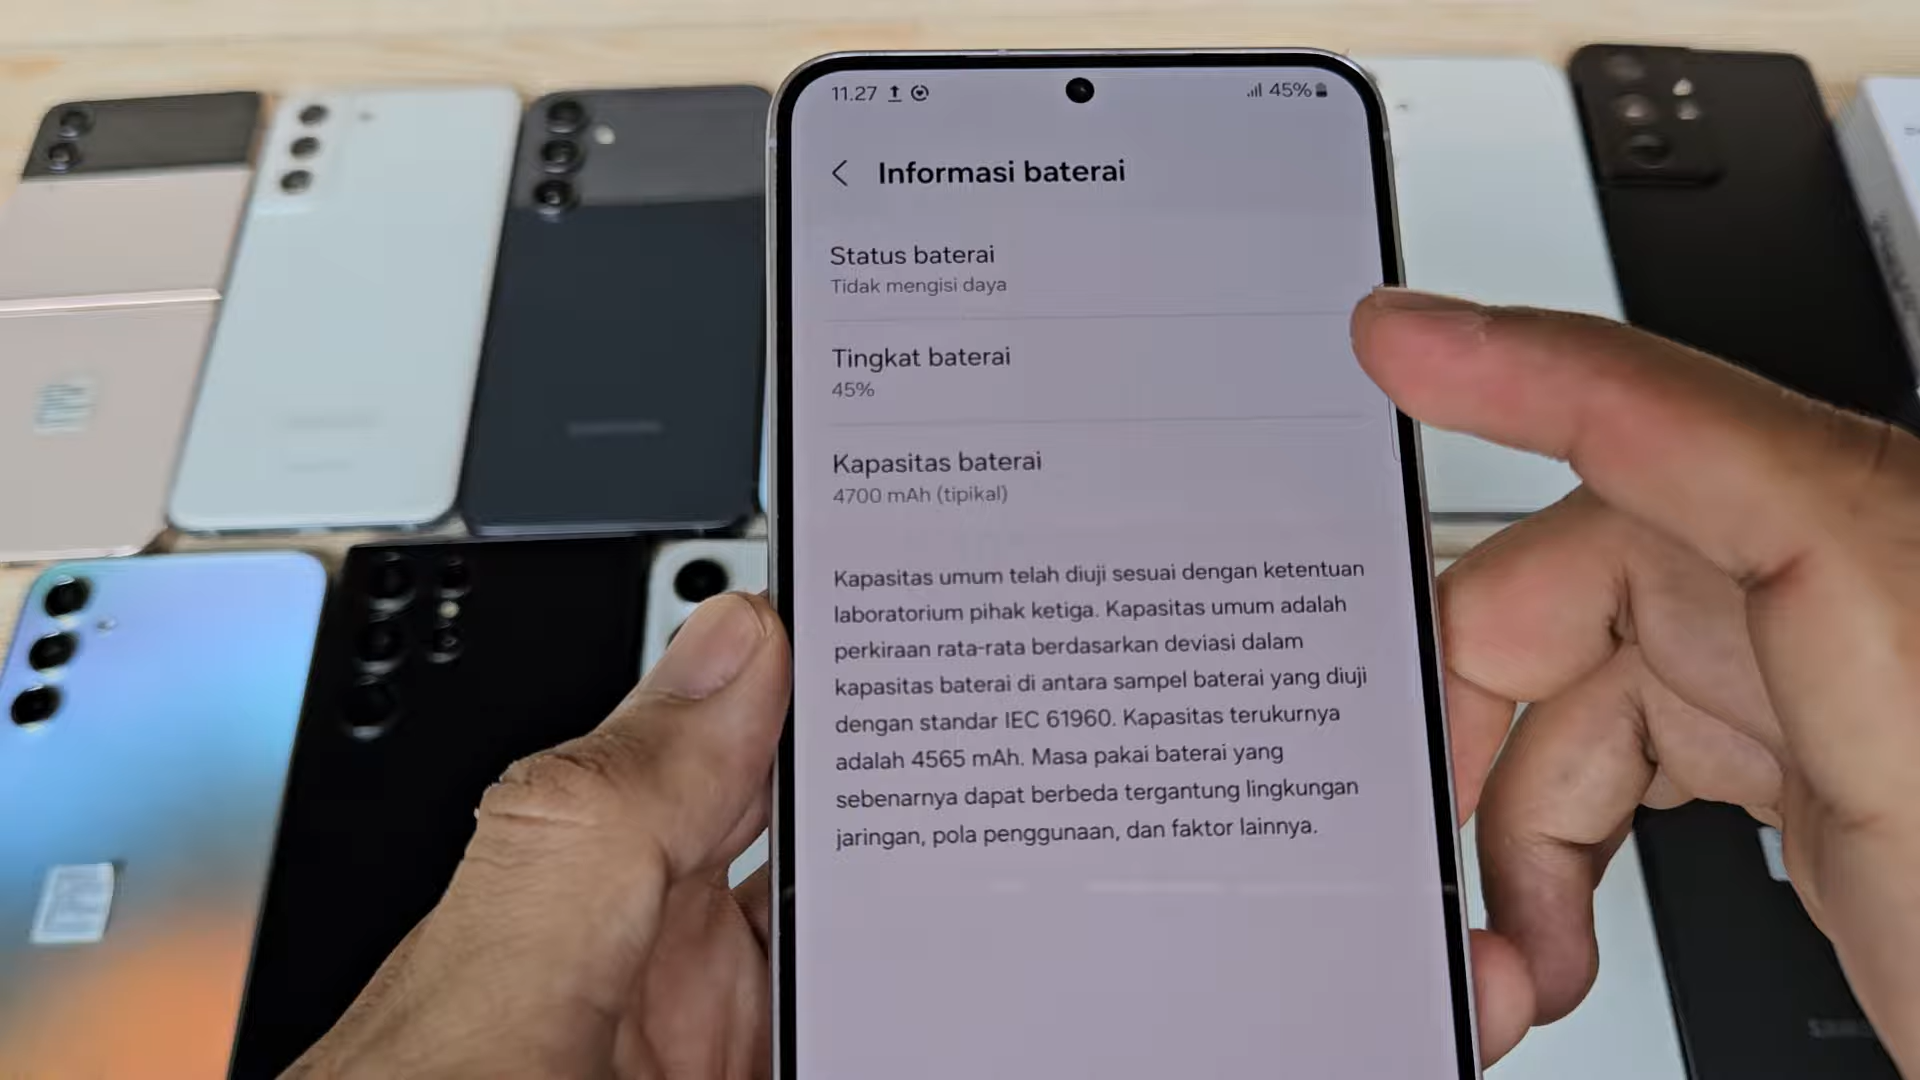 11.27
45%
Informasi baterai
Status baterai
Tidak mengisi daya
Tingkat baterai
45%
Kapasitas baterai
4700 mAh (tipikal)
Kapasitas umum telah diuji sesuai dengan ketentuan
laboratorium pihak ketiga. Kapasitas umum adalah
perkiraan rata-rata berdasarkan deviasi dalam
kapasitas baterai di antara sampel baterai yang diuji
dengan standar IEC 61960. Kapasitas terukurnya
adalah 4565 mAh. Masa pakai baterai yang
sebenarnya dapat berbeda tergantung lingkungan
jaringan, pola penggunaan, dan faktor lainnya.